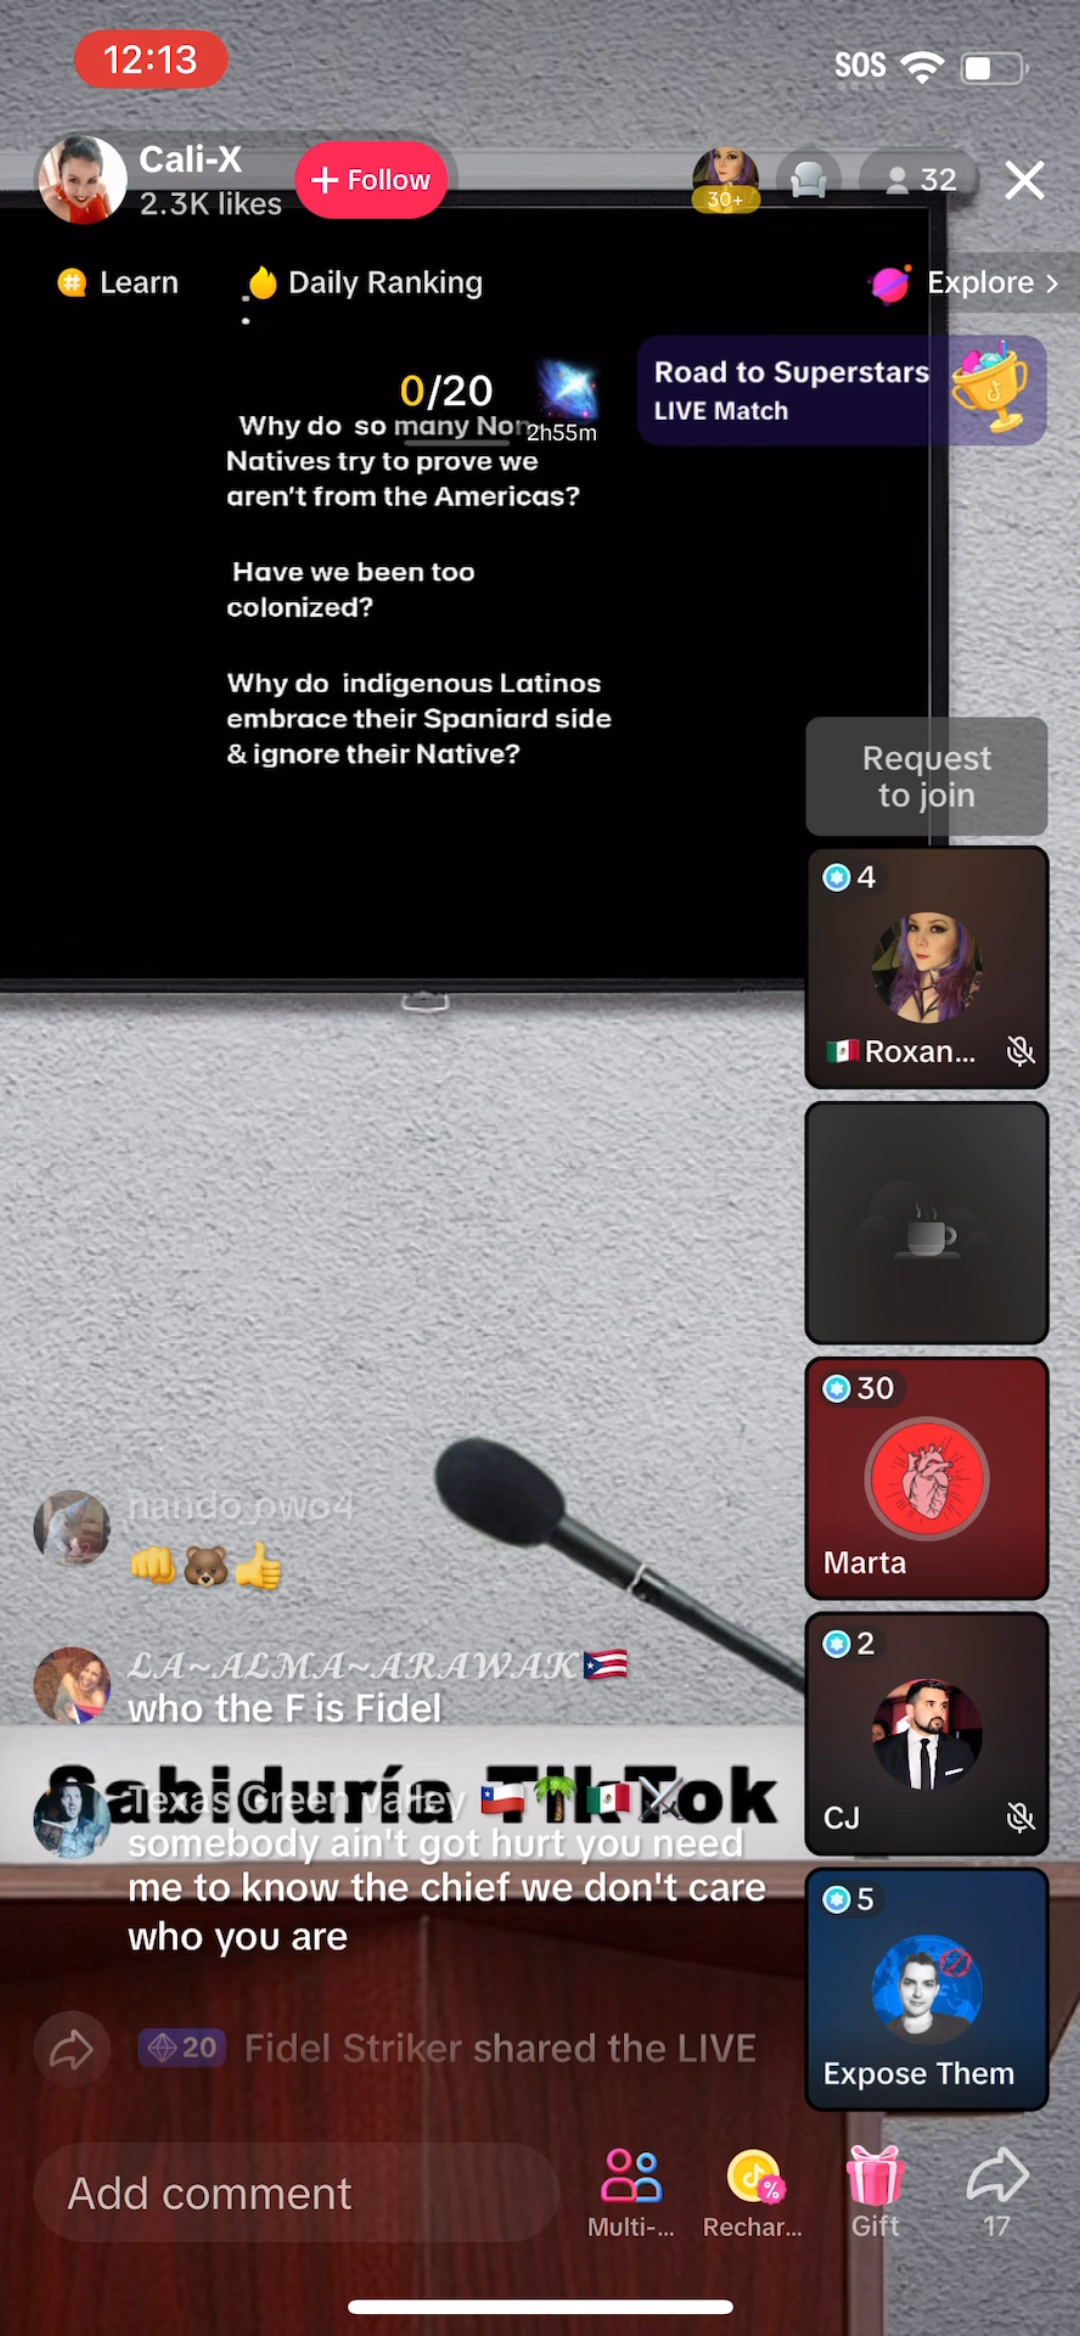 12:13
SOS
Cali-X
2.3K likes
+ Follow
30+
32
Learn
Daily Ranking
Explore >
0/20
2h55m
Road to Superstars
LIVE Match
Why do so many Non
Natives try to prove we
aren't from the Americas?
Have we been too
colonized?
Why do indigenous Latinos
embrace their Spaniard side
& ignore their Native?
Request
to join
4
Roxan...
30
Marta
2
CJ
5
Expose Them
nando.owo4
👊🐻👍
ℒ𝒜~𝒜ℒℳ𝒜~𝒜ℛ𝒜𝒲𝒜𝒦🇵🇷
who the F is Fidel
Sabiduría TikTok
Texas Green valley 🇨🇱🌴🇲🇽⚔️
somebody ain't got hurt you need
me to know the chief we don't care
who you are
20 Fidel Striker shared the LIVE
Add comment
Multi-...
Rechar...
Gift
17